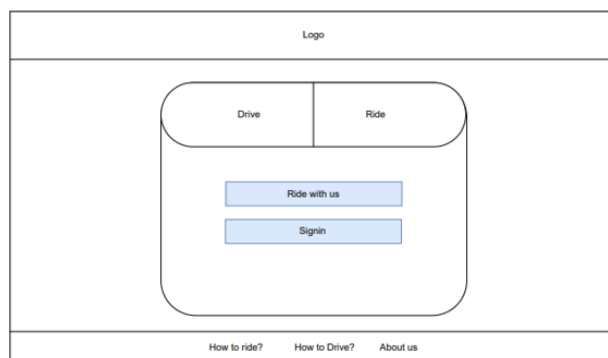 Logo
Drive Ride
Ride with us
Signin
How to ride? How to Drive? About us